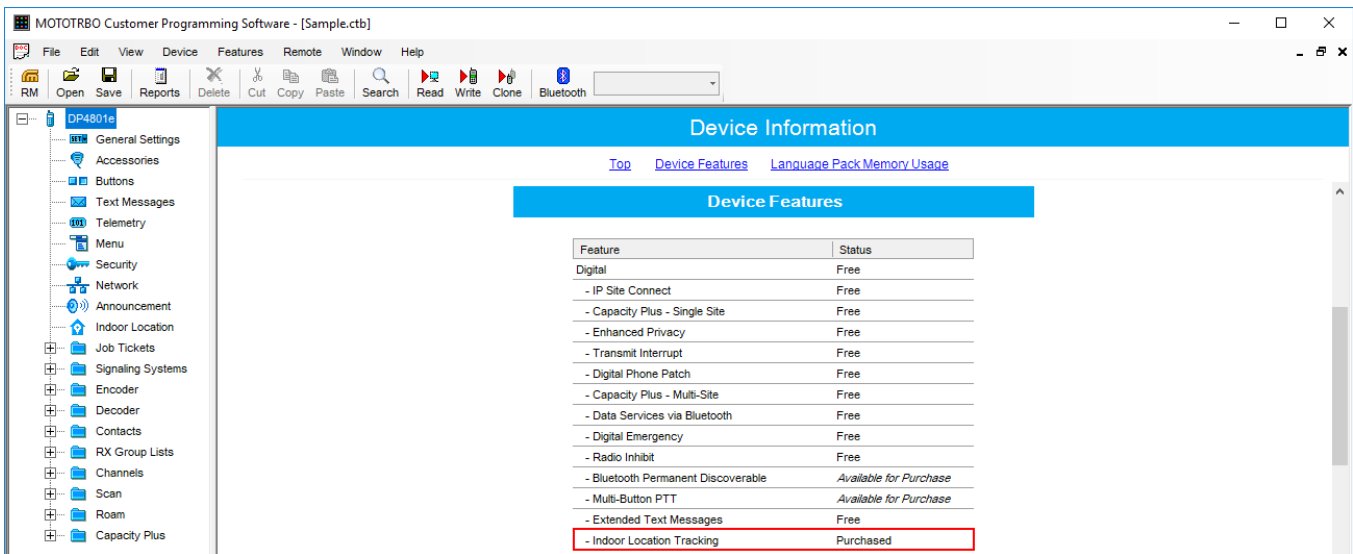 MOTOTRBO Customer Programming Software - [Sample.ctb]
File Edit View Device Features Remote Window Help
RM Open Save Reports Delete Cut Copy Paste Search Read Write Clone Bluetooth
DP4801e
General Settings
Accessories
Buttons
Text Messages
Telemetry
Menu
Security
Network
Announcement
Indoor Location
Job Tickets
Signaling Systems
Encoder
Decoder
Contacts
RX Group Lists
Channels
Scan
Roam
Capacity Plus
Device Information
Top Device Features Language Pack Memory Usage
Device Features
Feature Status
Digital Free
- IP Site Connect Free
- Capacity Plus - Single Site Free
- Enhanced Privacy Free
- Transmit Interrupt Free
- Digital Phone Patch Free
- Capacity Plus - Multi-Site Free
- Data Services via Bluetooth Free
- Digital Emergency Free
- Radio Inhibit Free
- Bluetooth Permanent Discoverable Available for Purchase
- Multi-Button PTT Available for Purchase
- Extended Text Messages Free
- Indoor Location Tracking Purchased